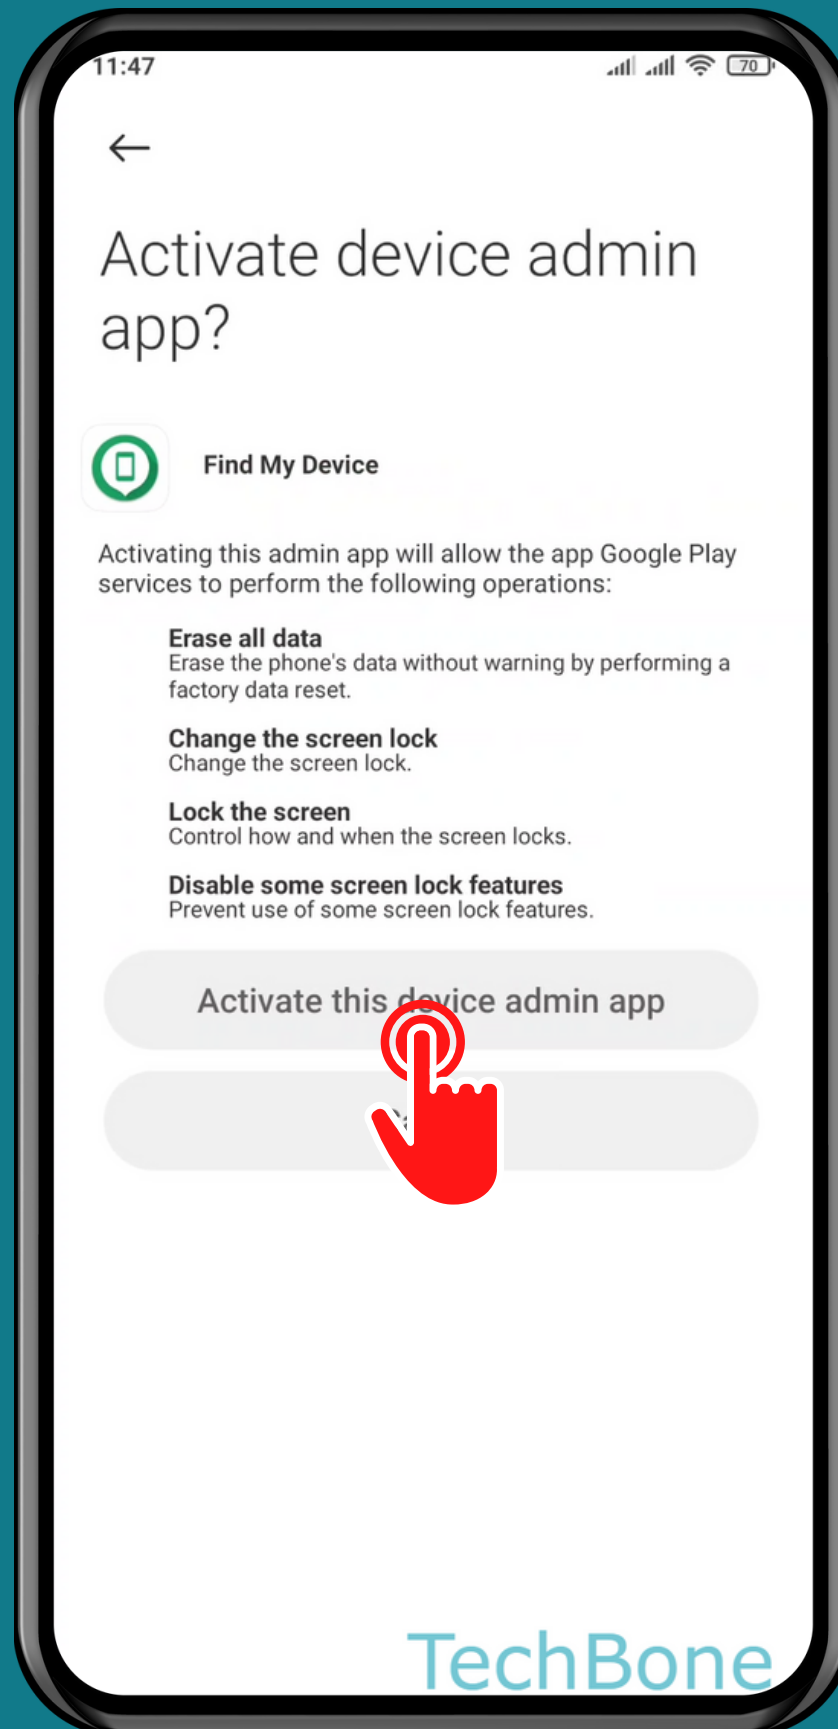 11:47
70
Activate device admin
app?
Find My Device
Activating this admin app will allow the app Google Play
services to perform the following operations:
Erase all data
Erase the phone's data without warning by performing a
factory data reset.
Change the screen lock
Change the screen lock.
Lock the screen
Control how and when the screen locks.
Disable some screen lock features
Prevent use of some screen lock features.
Activate this device admin app
TechBone